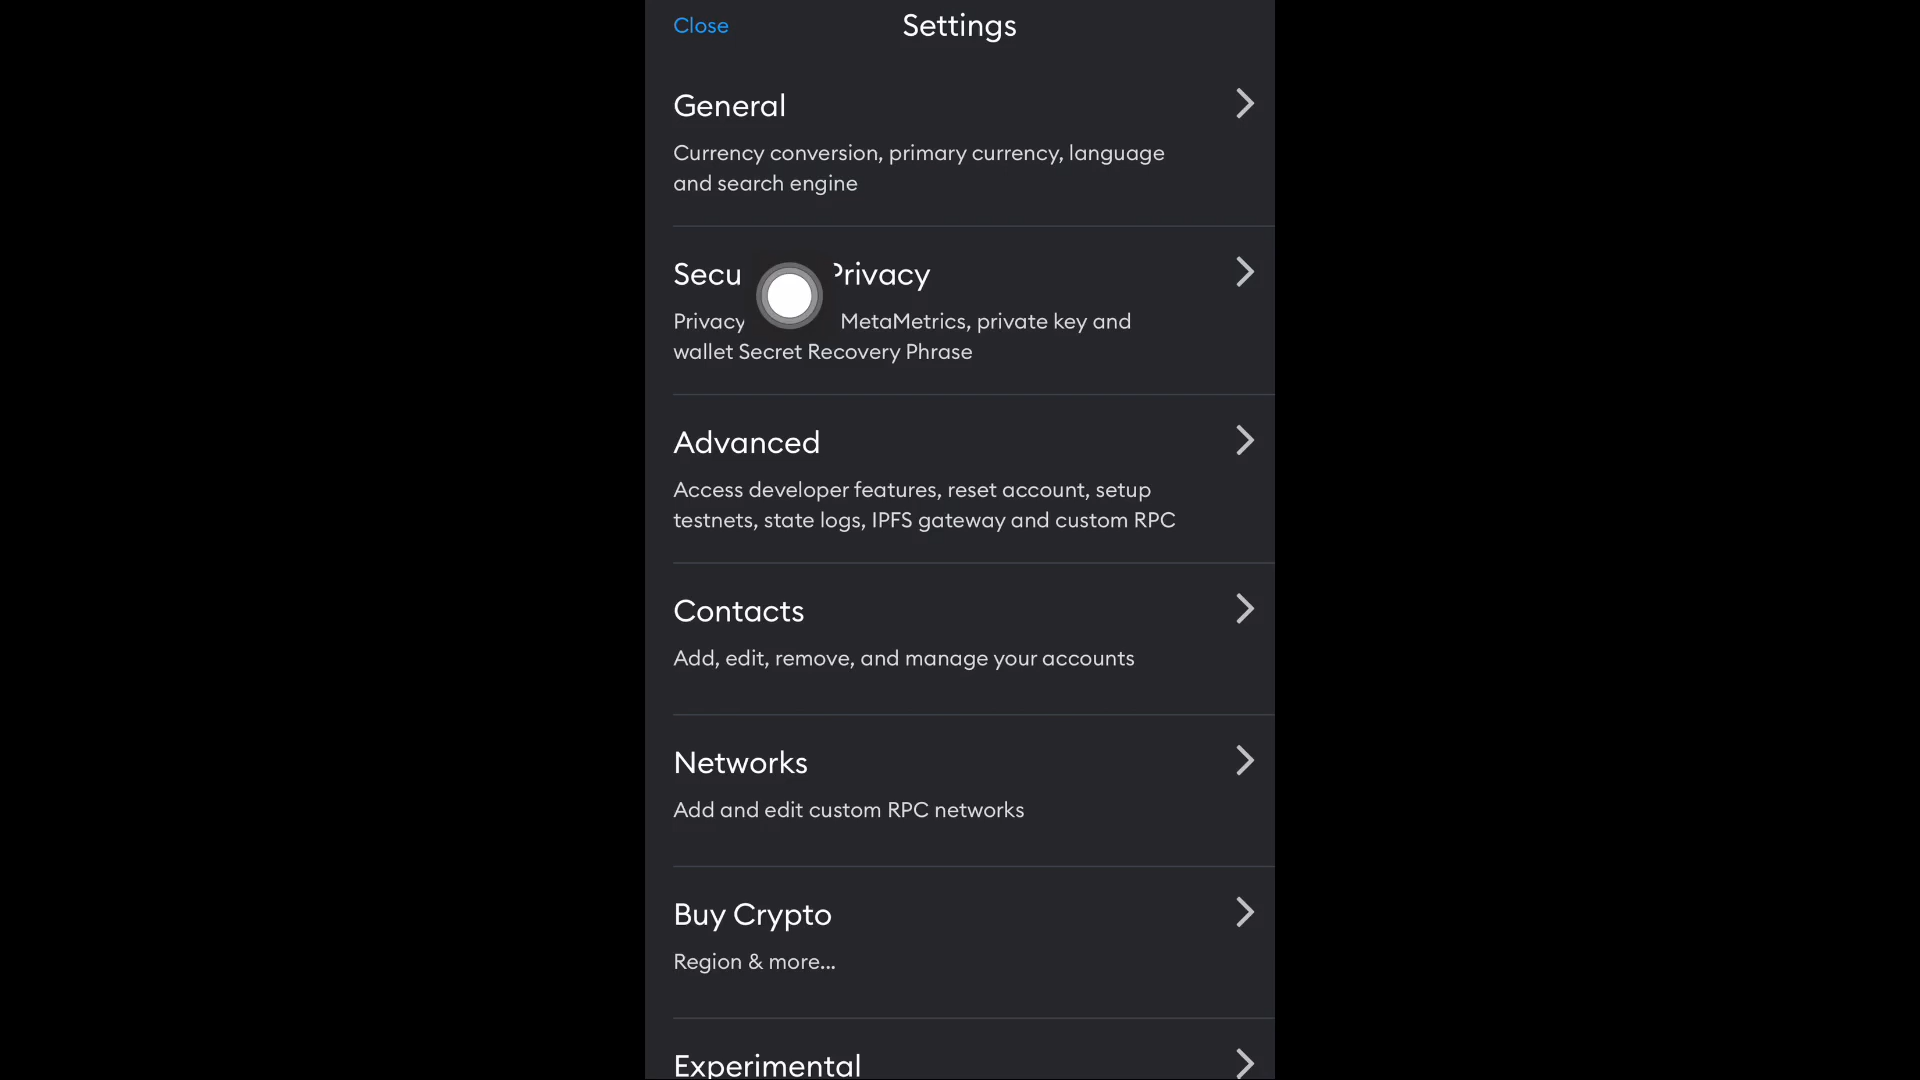 Close
Settings
General
Currency conversion, primary currency, language
and search engine
Secu Privacy
Privacy MetaMetrics, private key and
wallet Secret Recovery Phrase
Advanced
Access developer features, reset account, setup
testnets, state logs, IPFS gateway and custom RPC
Contacts
Add, edit, remove, and manage your accounts
Networks
Add and edit custom RPC networks
Buy Crypto
Region & more...
Experimental